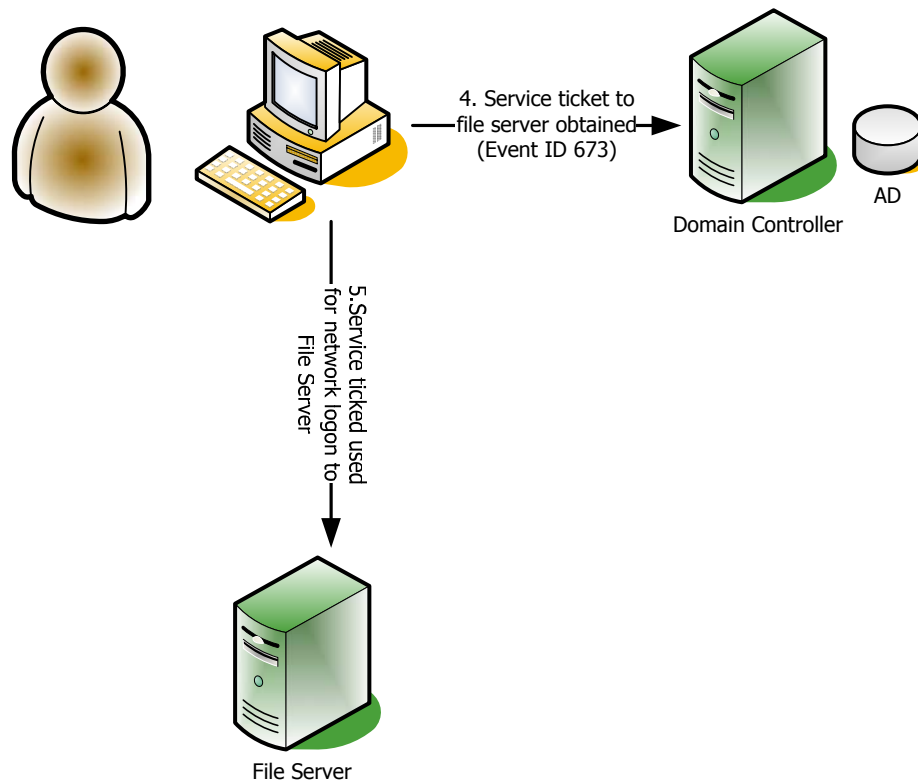 4. Service ticket to
file server obtained
(Event ID 673)
Domain Controller
AD
5.Service ticked used
for network logon to
File Server
File Server